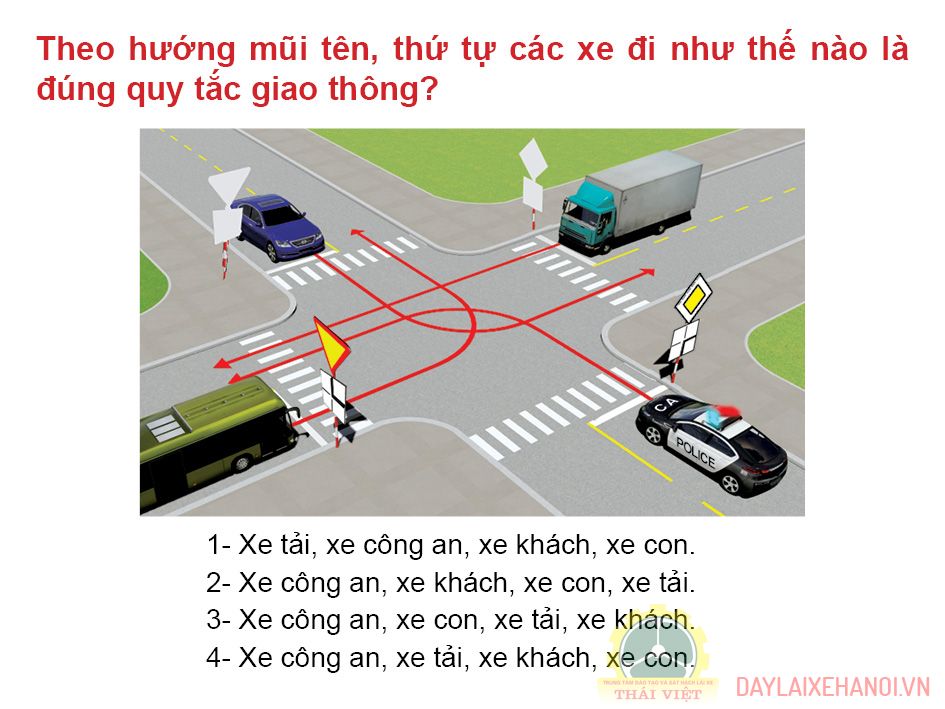 Theo hướng mũi tên, thứ tự các xe đi như thế nào là
đúng quy tắc giao thông?
CA
POLICE
1- Xe tải, xe công an, xe khách, xe con.
2- Xe công an, xe khách, xe con, xe tải.
3- Xe công an, xe con, xe tải, xe khách.
4- Xe công an, xe tải, xe khách, xe con.
TRUNG TÂM ĐÀO TẠO VÀ SÁT HẠCH LÁI XE
THÁI VIỆT
DAYLAIXEHANOI.VN